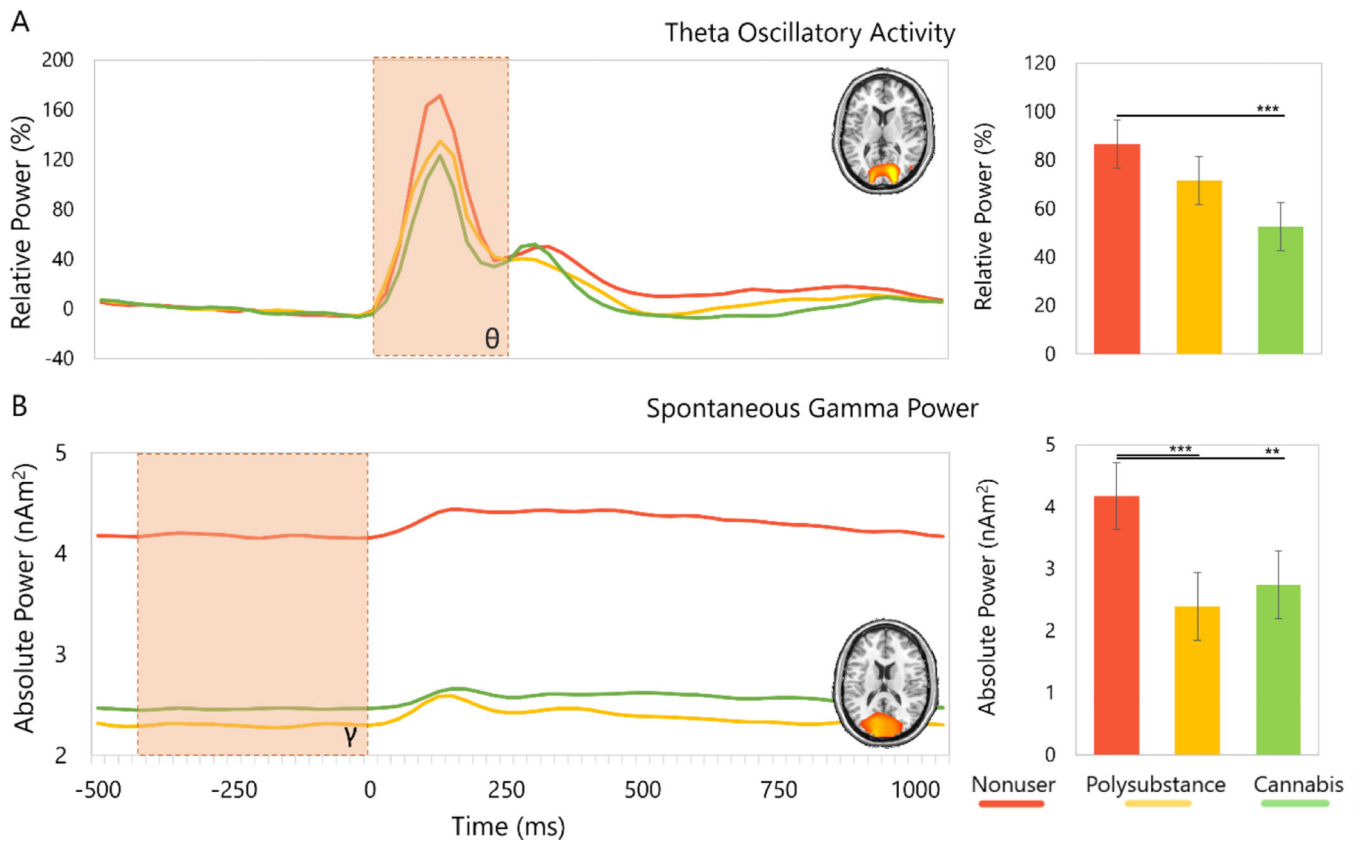 A
Theta Oscillatory Activity
Relative Power (%)
200
160
120
80
40
0
-40
θ
Relative Power (%)
120
100
80
60
40
20
0
***
B
Spontaneous Gamma Power
Absolute Power (nAm²)
5
4
3
2
γ
-500 -250 0 250 500 750 1000
Time (ms)
Absolute Power (nAm²)
5
4
3
2
1
0
*** **
Nonuser Polysubstance Cannabis